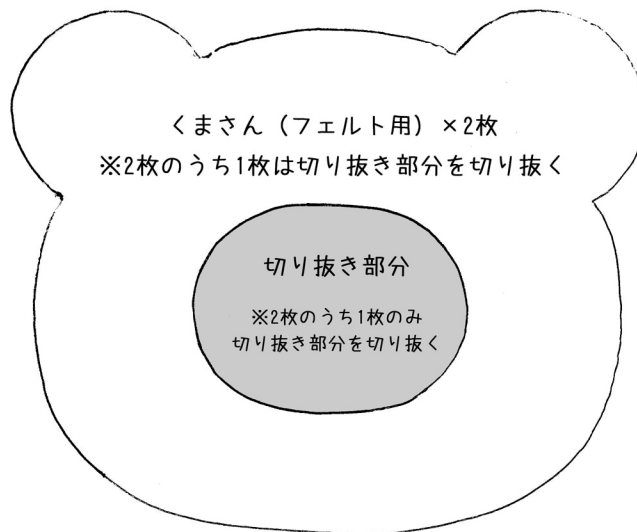 くまさん（フェルト用）×2枚
※2枚のうち1枚は切り抜き部分を切り抜く
切り抜き部分
※2枚のうち1枚のみ
切り抜き部分を切り抜く